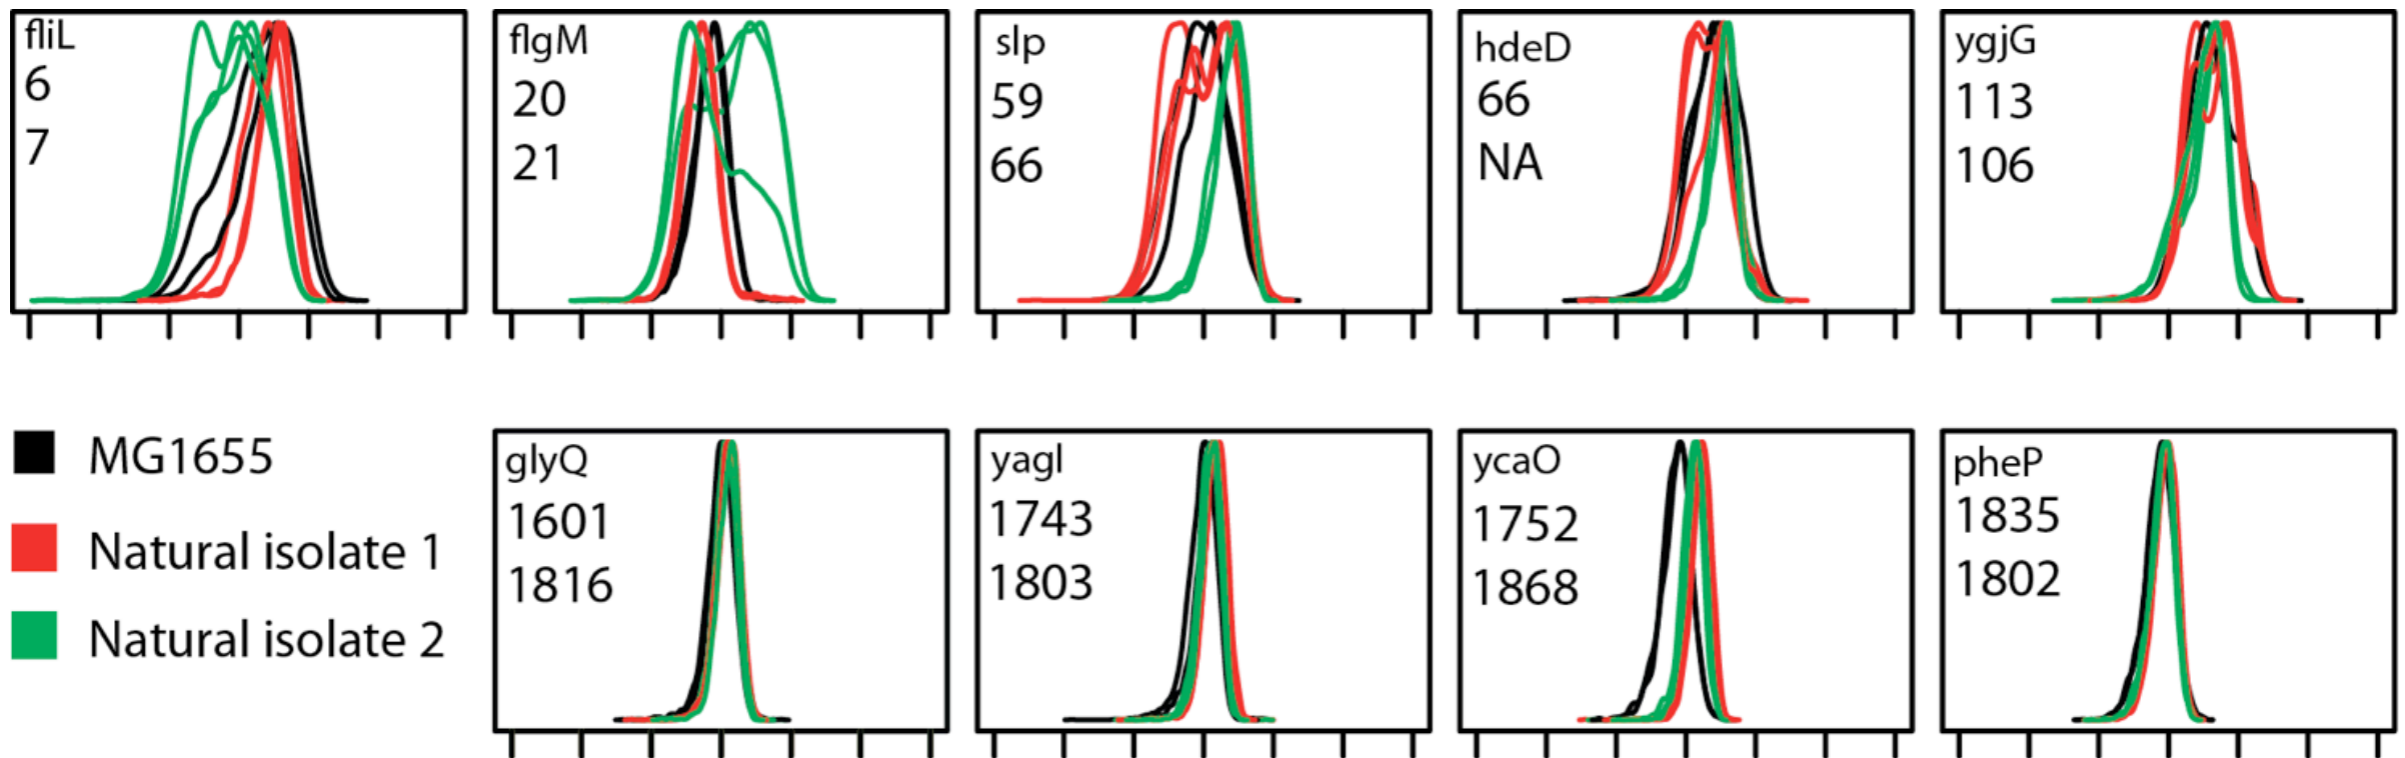 fliL
6
7
flgM
20
21
slp
59
66
hdeD
66
NA
ygjG
113
106
MG1655
Natural isolate 1
Natural isolate 2
glyQ
1601
1816
yagI
1743
1803
ycaO
1752
1868
pheP
1835
1802